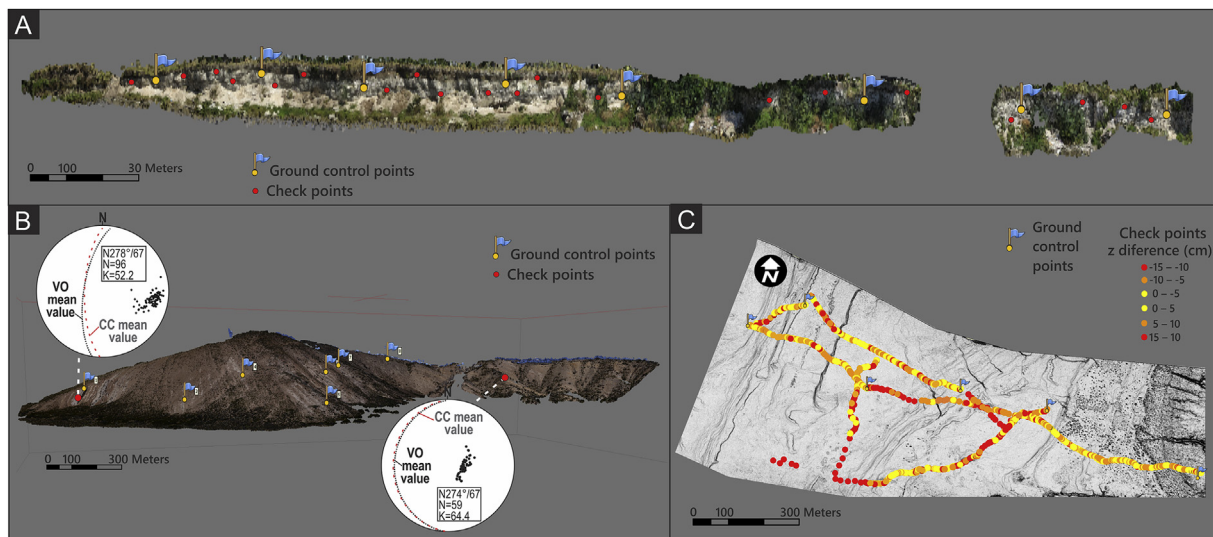 A
0 100 30 Meters
Ground control points
Check points
B
N
N278°/67
N=96
K=52.2
VO
mean
value
CC mean
value
Ground control points
Check points
CC mean
value
VO
mean
value
N274°/67
N=59
K=64.4
0 100 300 Meters
C
N
Ground
control
points
Check points
z diference (cm)
-15 – -10
-10 – -5
0 – -5
0 – 5
5 – 10
15 – 10
0 100 300 Meters